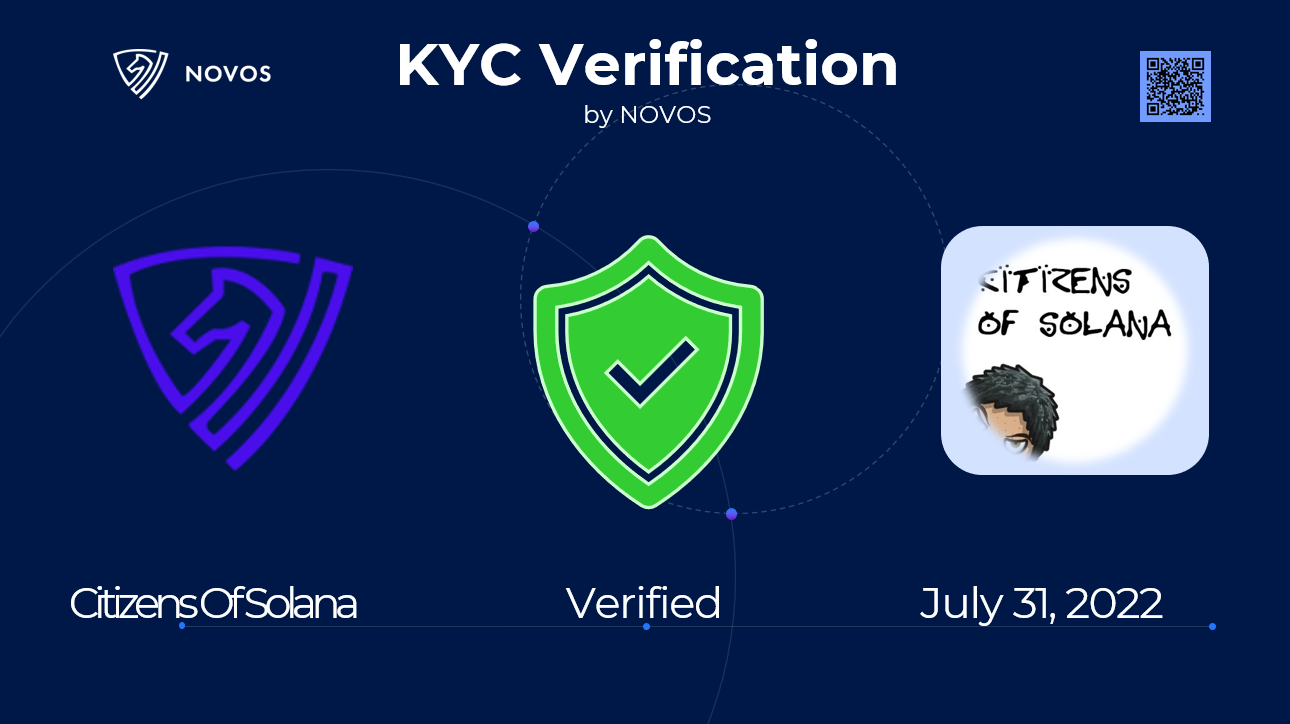 NOVOS
KYC Verification
by NOVOS
CITIZENS
OF SOLANA
CitizensOfSolana
Verified
July 31, 2022